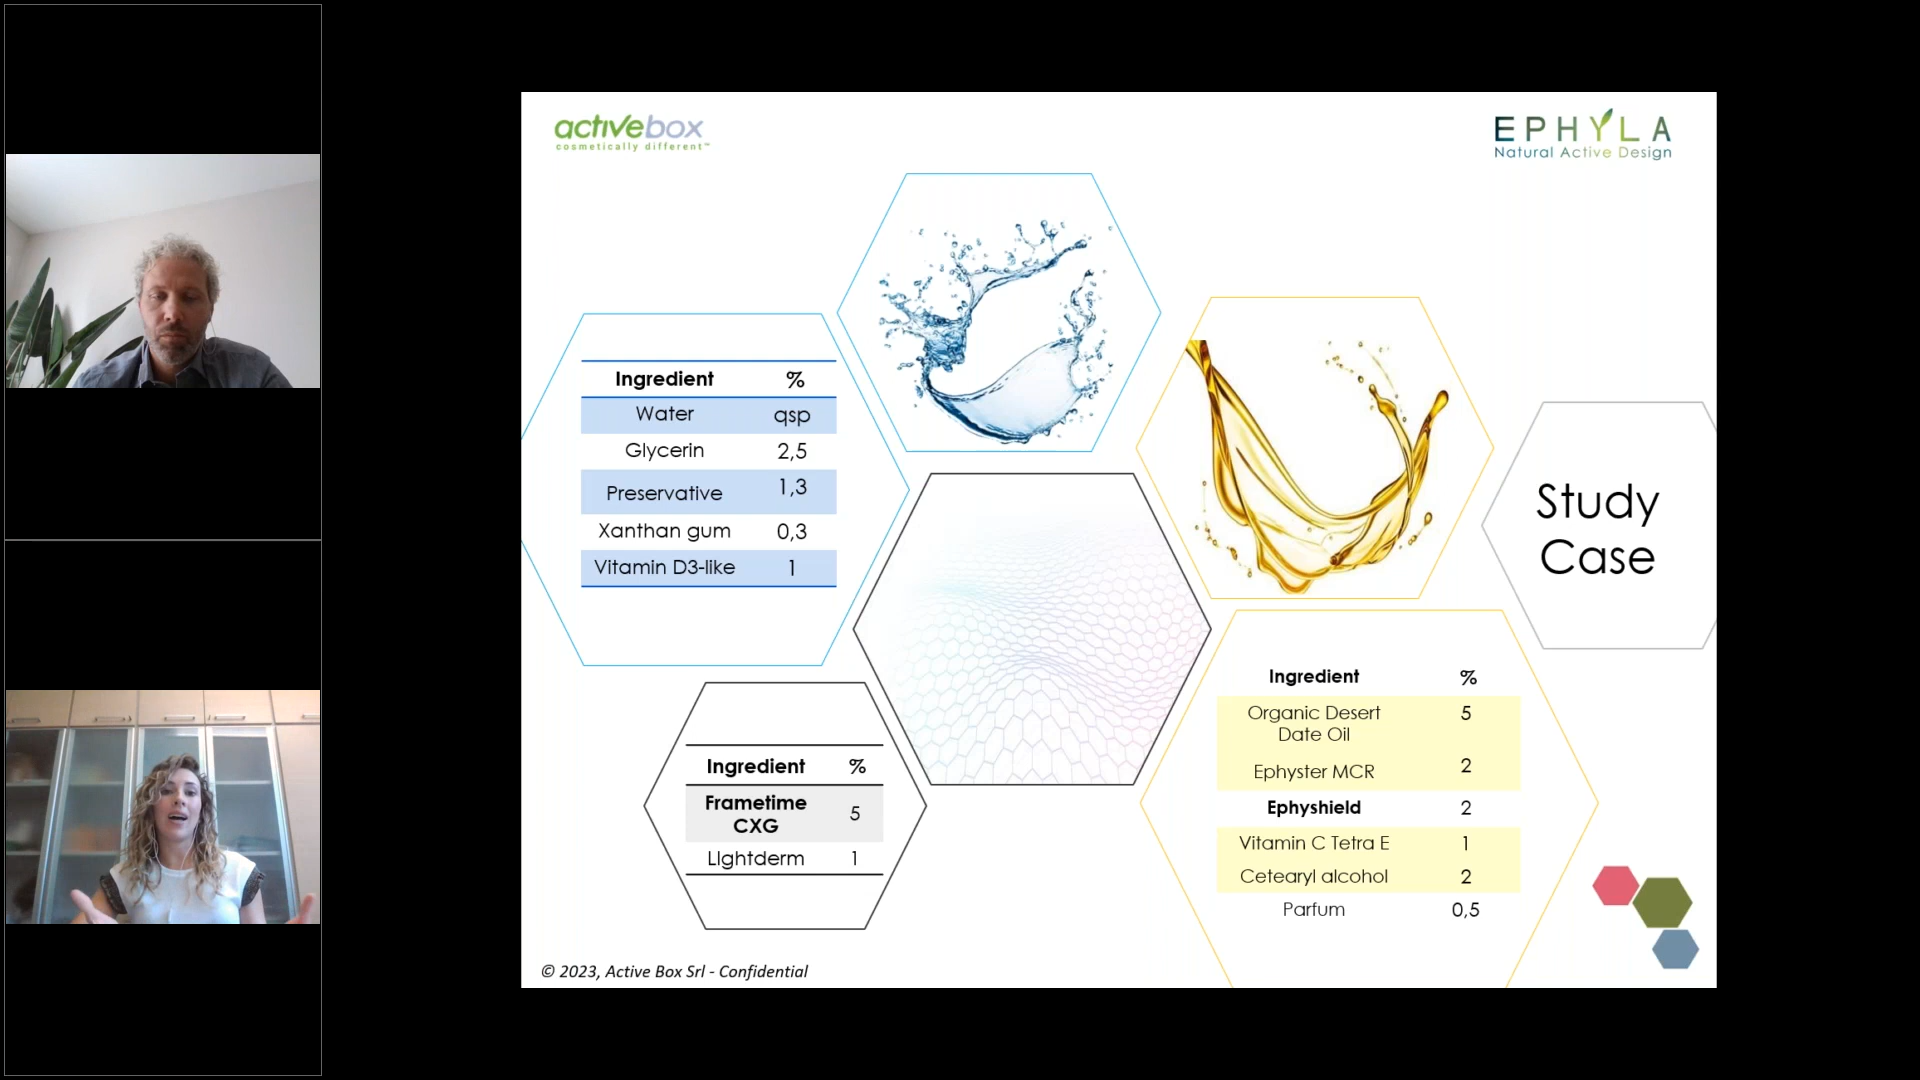 activebox
cosmetically different™
EPHYLA
Natural Active Design
Ingredient %
Water qsp
Glycerin 2,5
Preservative 1,3
Xanthan gum 0,3
Vitamin D3-like 1
Study
Case
Ingredient %
Frametime
CXG 5
LIghtderm 1
Ingredient %
Organic Desert 5
Date Oil
Ephyster MCR 2
Ephyshield 2
Vitamin C Tetra E 1
Cetearyl alcohol 2
Parfum 0,5
© 2023, Active Box Srl - Confidential